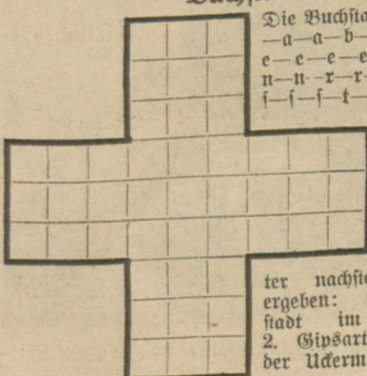 Die Buchsta
—a—a—b—
e—e—e—e
n—n—r—r
ſ—ſ—ſ—t—
ter nachſte
ergeben:
ſtadt im
2. Gipsart
der Uckerm